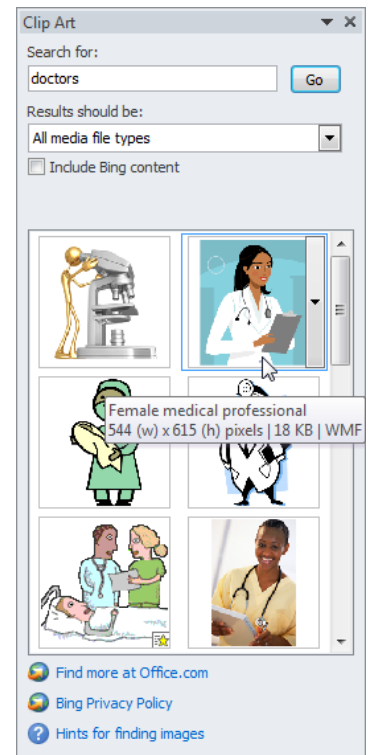 Clip Art
Search for:
doctors
Go
Results should be:
All media file types
Include Bing content
Female medical professional
544 (w) x 615 (h) pixels | 18 KB | WMF
Find more at Office.com
Bing Privacy Policy
Hints for finding images